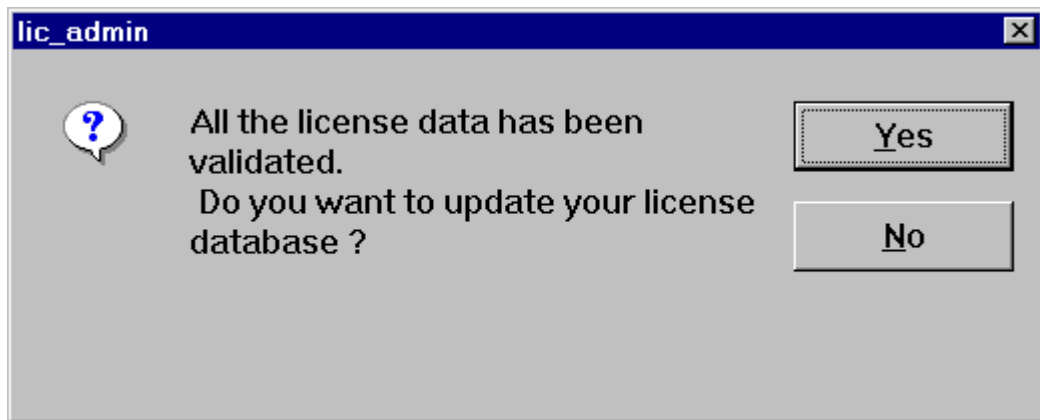 lic_admin
All the license data has been
validated.
Do you want to update your license
database ?
Yes
No